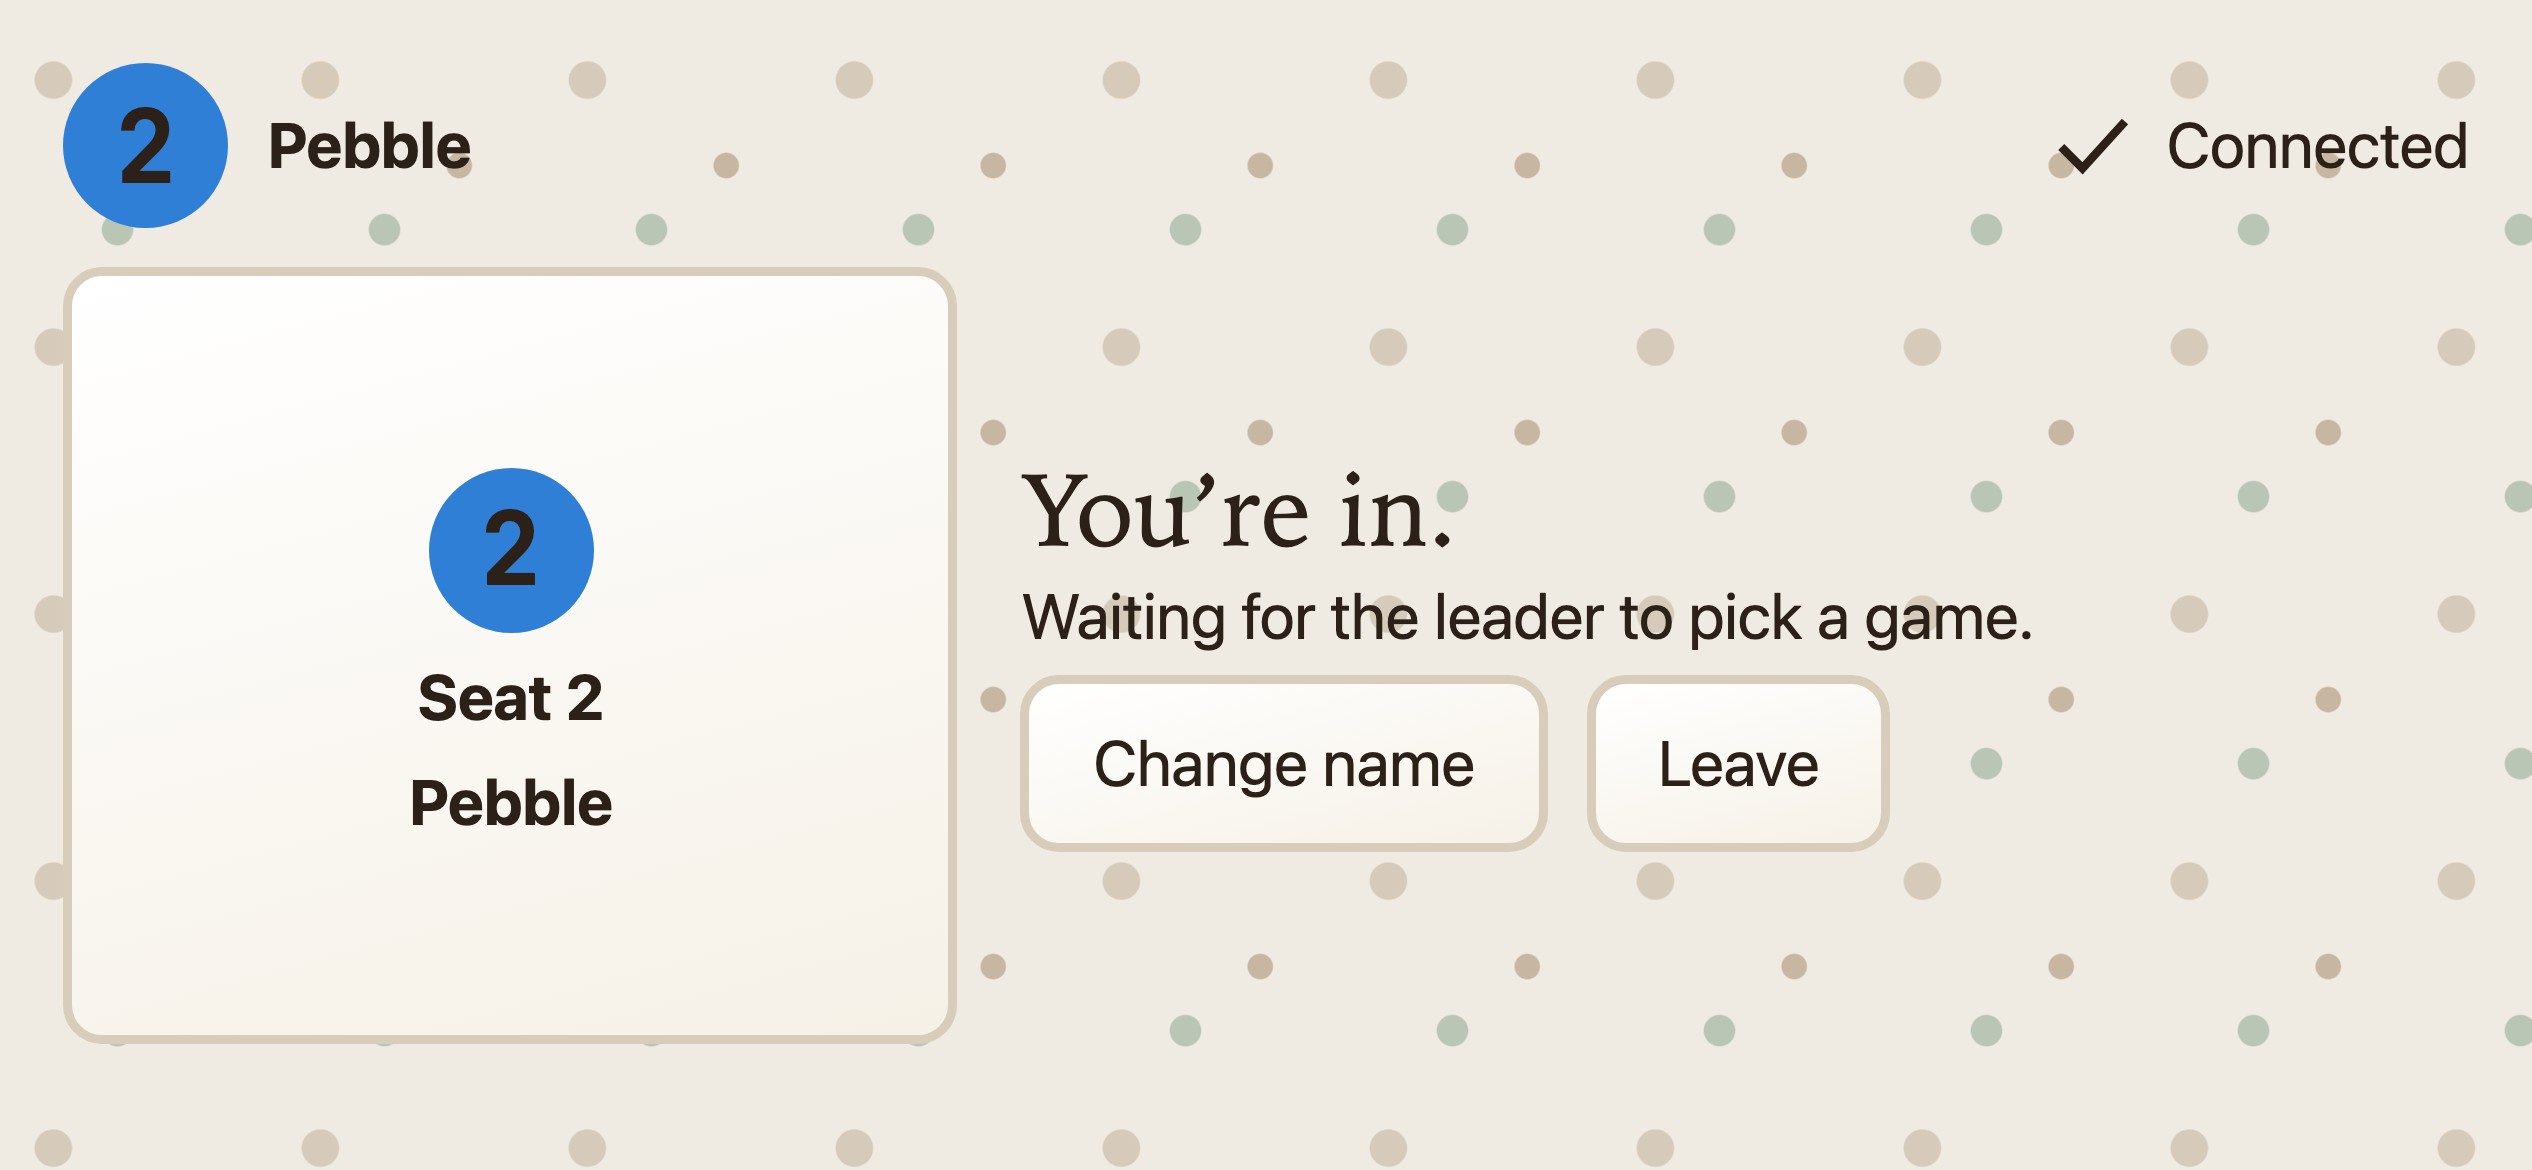 2 Pebble
Connected
2
Seat 2
Pebble
You’re in.
Waiting for the leader to pick a game.
Change name
Leave